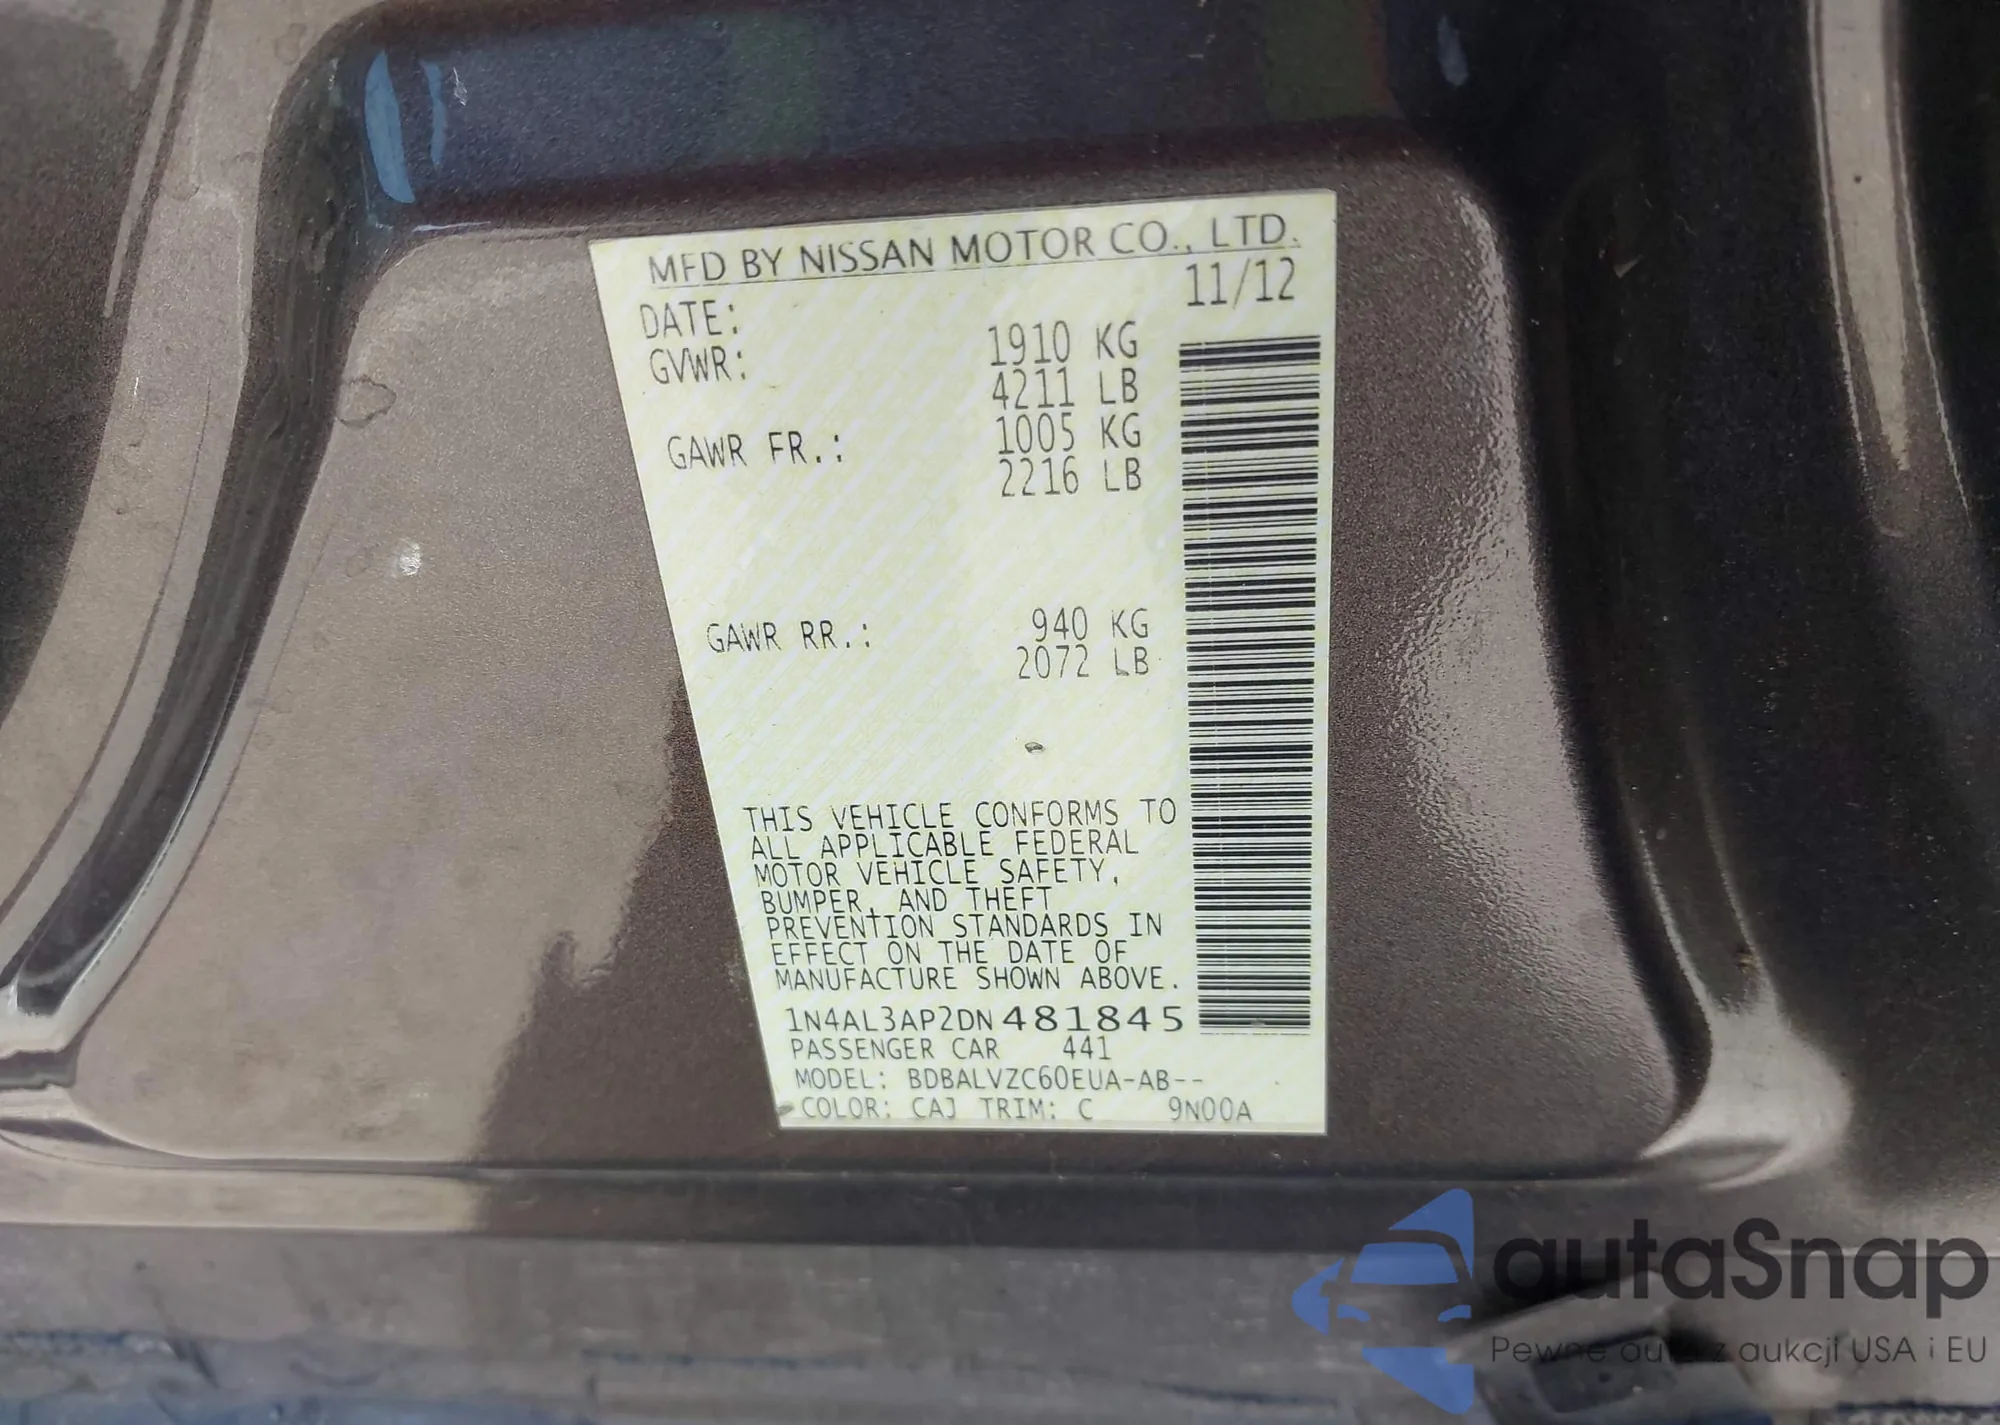 MFD BY NISSAN MOTOR CO., LTD.
DATE: 11/12
GVWR: 1910 KG
4211 LB
GAWR FR.: 1005 KG
2216 LB
GAWR RR.: 940 KG
2072 LB
THIS VEHICLE CONFORMS TO
ALL APPLICABLE FEDERAL
MOTOR VEHICLE SAFETY,
BUMPER, AND THEFT
PREVENTION STANDARDS IN
EFFECT ON THE DATE OF
MANUFACTURE SHOWN ABOVE.
1N4AL3AP2DN481845
PASSENGER CAR 441
MODEL: BDBALVZC60EUA-AB--
COLOR: CAJ TRIM: C 9N00A
autaSnap
Pewne auta z aukcji USA i EU